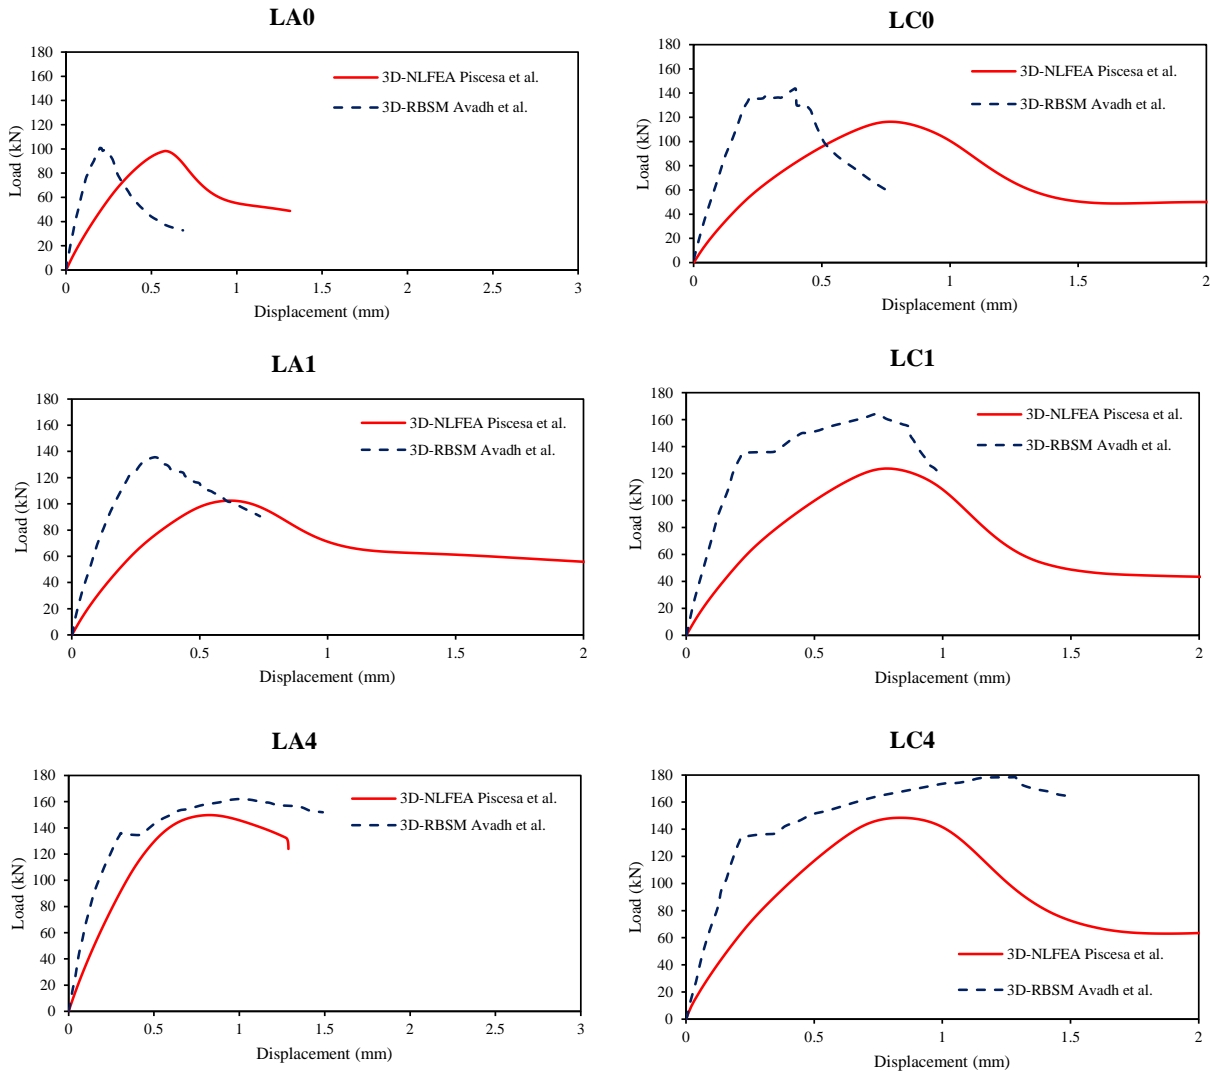 LA0
180
160
140
120
100
80
60
40
20
0
Load (kN)
3D-NLFEA Piscesa et al.
3D-RBSM Avadh et al.
0 0.5 1 1.5 2 2.5 3
Displacement (mm)
LC0
180
160
140
120
100
80
60
40
20
0
Load (kN)
3D-NLFEA Piscesa et al.
3D-RBSM Avadh et al.
0 0.5 1 1.5 2
Displacement (mm)
LA1
180
160
140
120
100
80
60
40
20
0
Load (kN)
3D-NLFEA Piscesa et al.
3D-RBSM Avadh et al.
0 0.5 1 1.5 2
Displacement (mm)
LC1
180
160
140
120
100
80
60
40
20
0
Load (kN)
3D-NLFEA Piscesa et al.
3D-RBSM Avadh et al.
0 0.5 1 1.5 2
Displacement (mm)
LA4
180
160
140
120
100
80
60
40
20
0
Load (kN)
3D-NLFEA Piscesa et al.
3D-RBSM Avadh et al.
0 0.5 1 1.5 2 2.5 3
Displacement (mm)
LC4
180
160
140
120
100
80
60
40
20
0
Load (kN)
3D-NLFEA Piscesa et al.
3D-RBSM Avadh et al.
0 0.5 1 1.5 2
Displacement (mm)